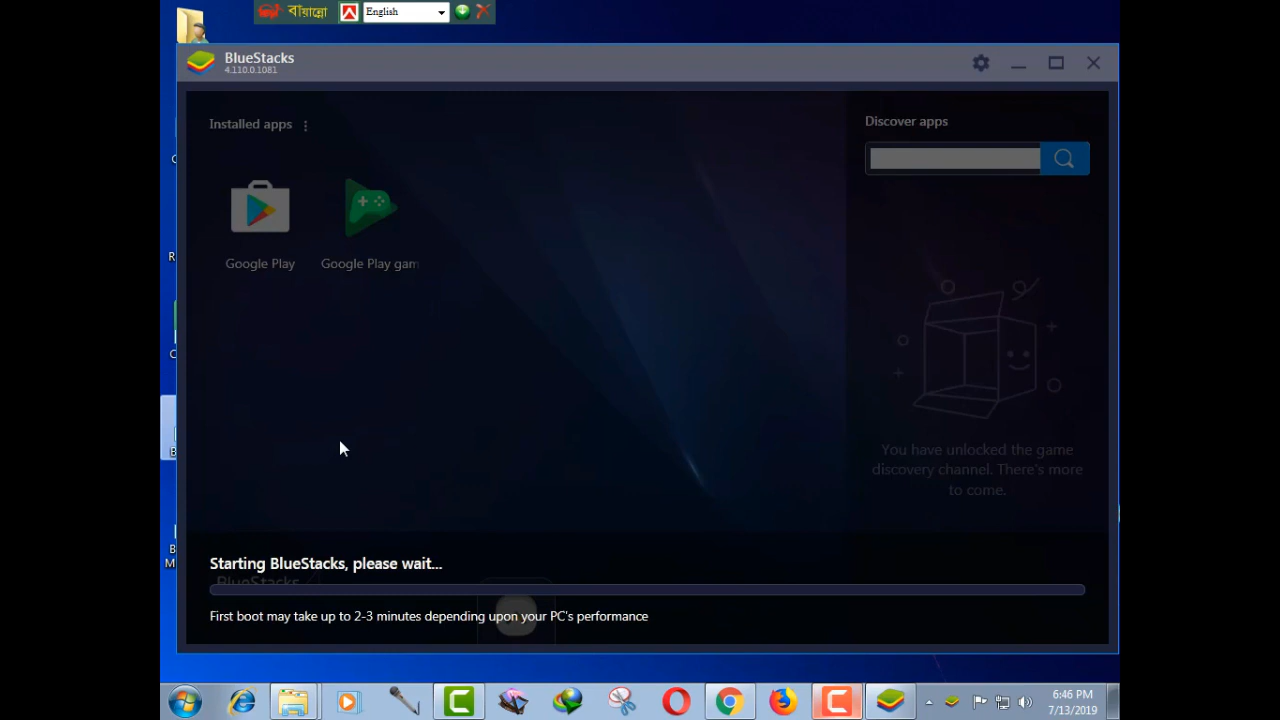 বায়ান্নো
English
BlueStacks
4.110.0.1081
Installed apps
Discover apps
Google Play
Google Play gam
You have unlocked the game
discovery channel. There's more
to come.
Starting BlueStacks, please wait...
BlueStacks
First boot may take up to 2-3 minutes depending upon your PC's performance
6:46 PM
7/13/2019